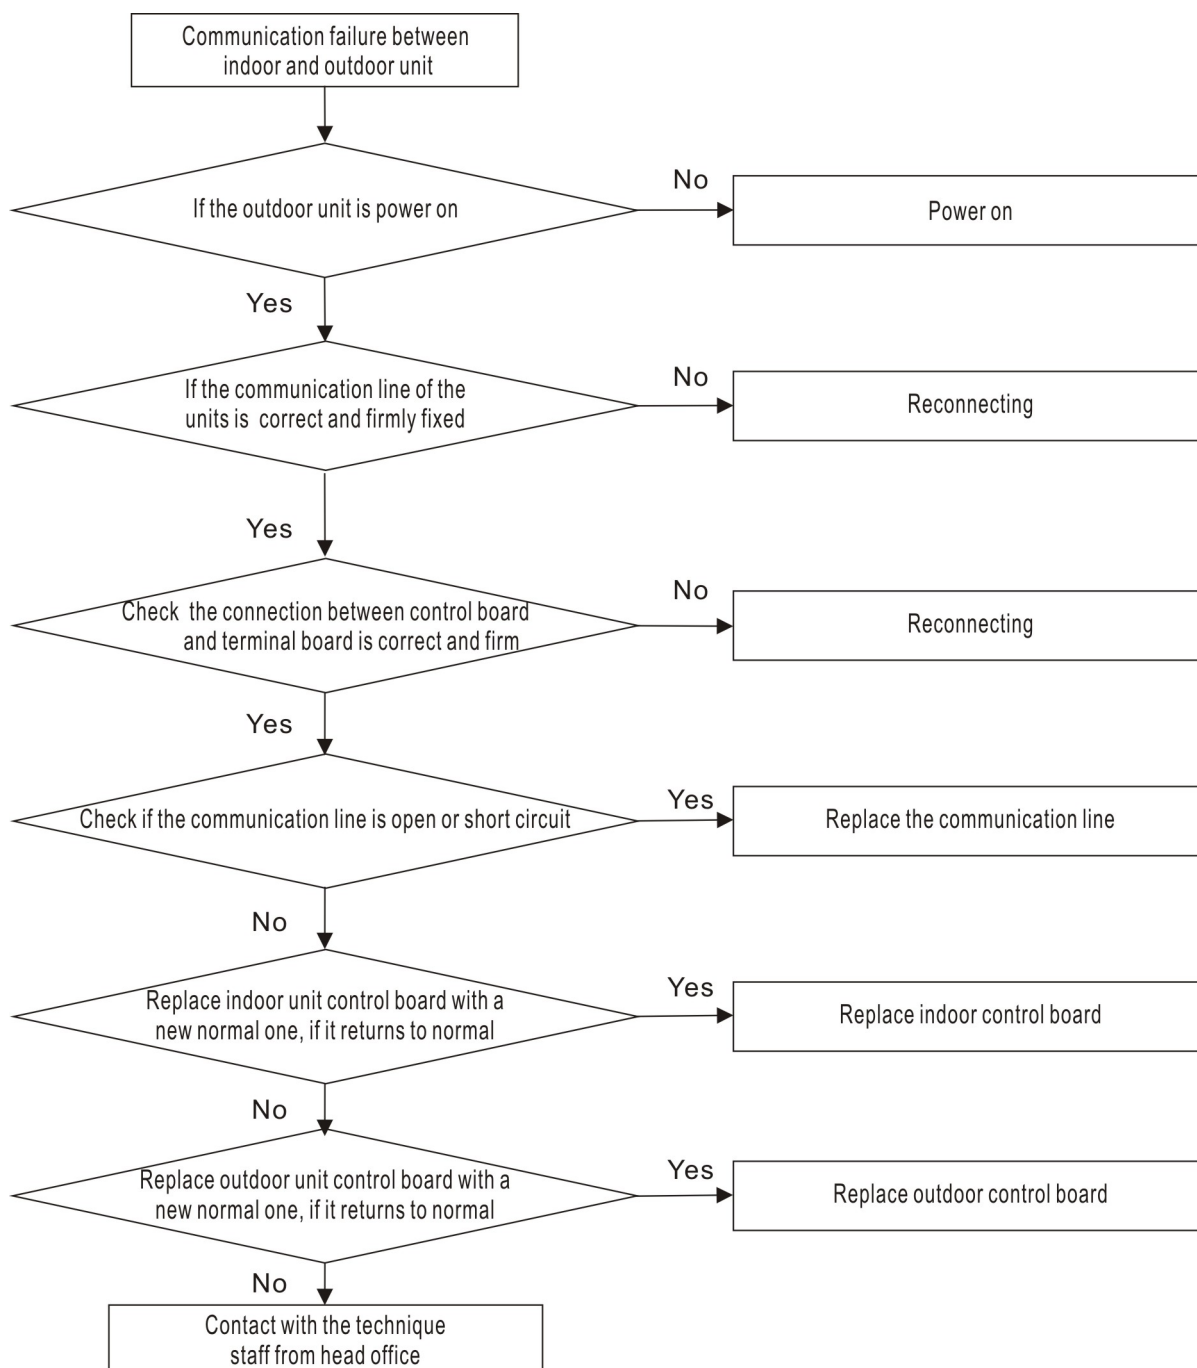 Communication failure between
indoor and outdoor unit
If the outdoor unit is power on
No
Power on
Yes
If the communication line of the
units is correct and firmly fixed
No
Reconnecting
Yes
Check the connection between control board
and terminal board is correct and firm
No
Reconnecting
Yes
Check if the communication line is open or short circuit
Yes
Replace the communication line
No
Replace indoor unit control board with a
new normal one, if it returns to normal
Yes
Replace indoor control board
No
Replace outdoor unit control board with a
new normal one, if it returns to normal
Yes
Replace outdoor control board
No
Contact with the technique
staff from head office